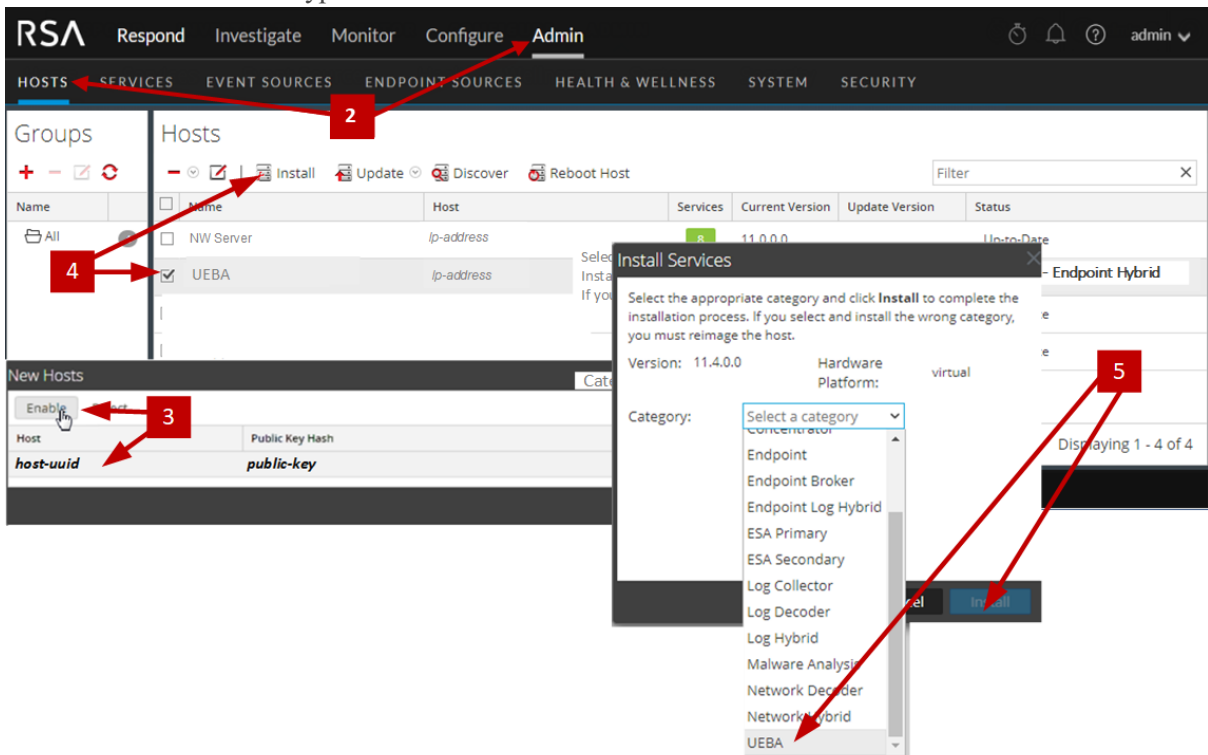 RSA Respond Investigate Monitor Configure Admin admin
HOSTS SERVICES EVENT SOURCES ENDPOINT SOURCES HEALTH & WELLNESS SYSTEM SECURITY
2
Groups
Hosts
Install Update Discover Reboot Host
Filter
Name
Name Host Services Current Version Update Version Status
All
NW Server ip-address 8 11.0.0.0 Up-to-Date
4
UEBA ip-address
- Endpoint Hybrid
Install Services
Select the appropriate category and click Install to complete the
installation process. If you select and install the wrong category,
you must reimage the host.
Version: 11.4.0.0 Hardware
Platform: virtual
5
Category: Select a category
Concentrator
Endpoint
Endpoint Broker
Endpoint Log Hybrid
ESA Primary
ESA Secondary
Log Collector
Log Decoder
Log Hybrid
Malware Analysis
Network Decoder
Network Hybrid
UEBA
Install
Displaying 1 - 4 of 4
New Hosts
Enable
3
Host Public Key Hash
host-uuid public-key